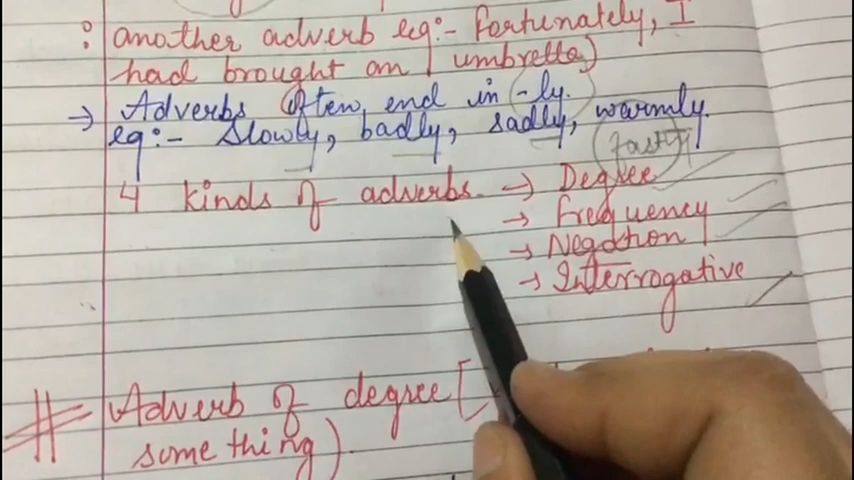 : another adverb eg:- Fortunately, I
had brought an umbrella)
→ Adverbs often end in -ly.
eg:- Slowly, badly, sadly, warmly.
(fast)
4 kinds of adverbs. → Degree
→ Frequency
→ Negation
→ Interrogative
# Adverb of degree [
something).